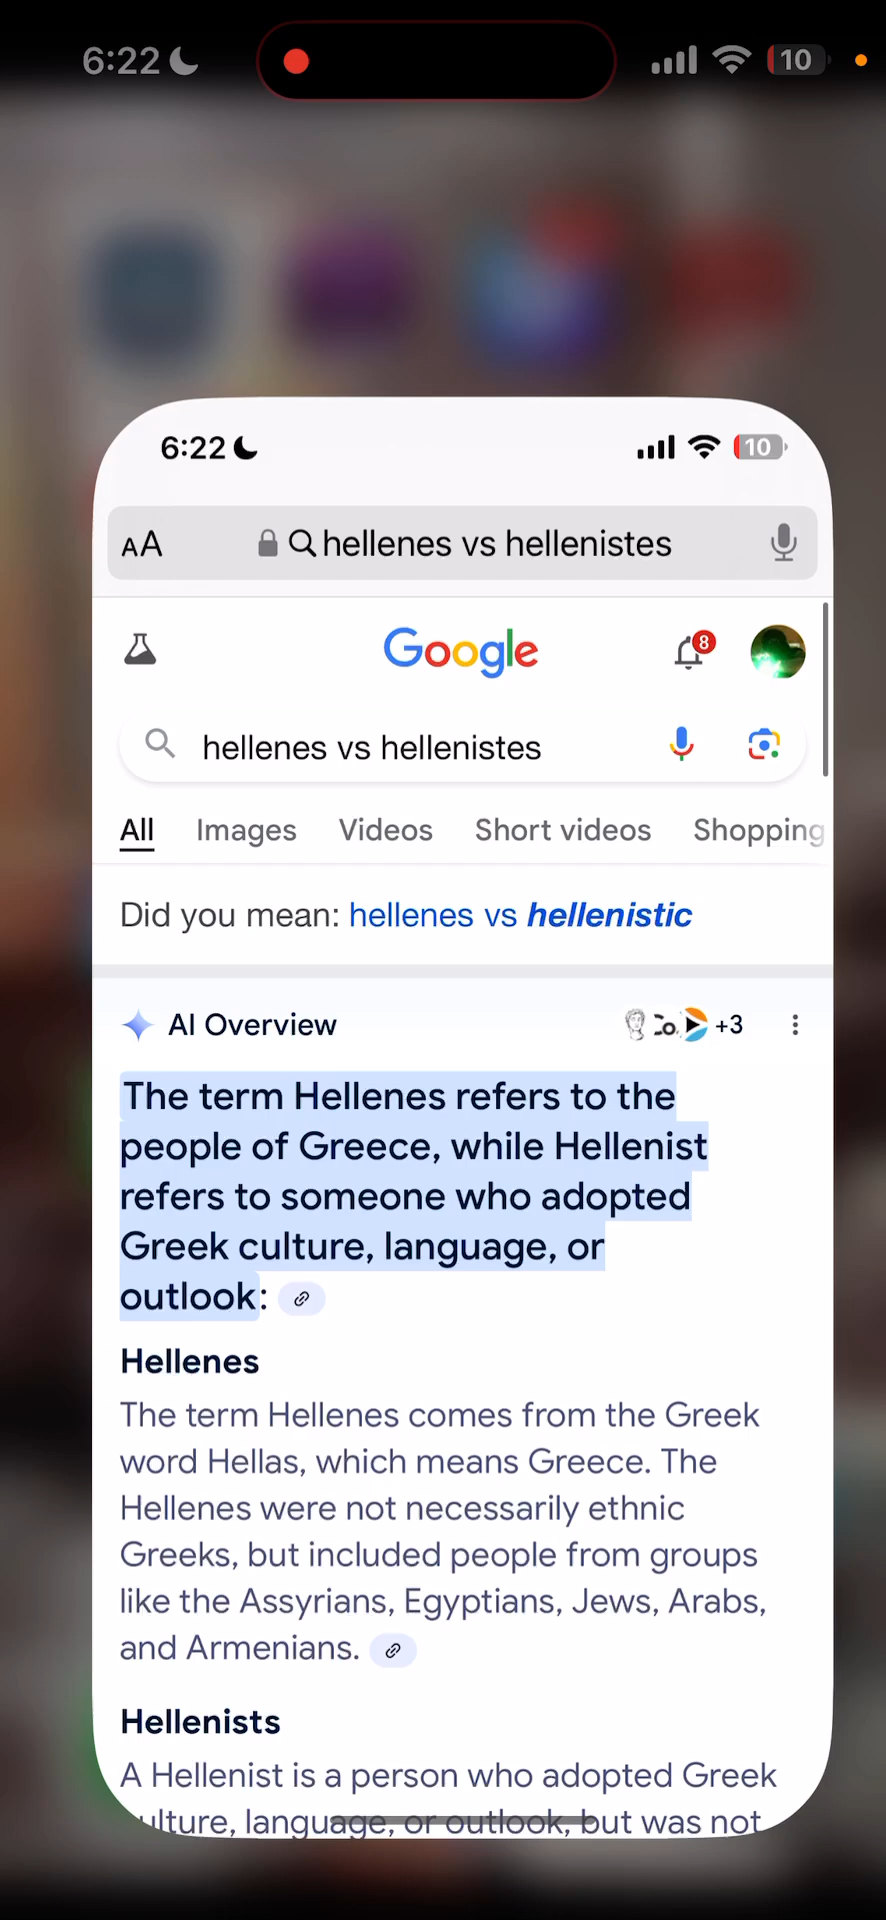 6:22
10
6:22
10
AA
hellenes vs hellenistes
Google
8
hellenes vs hellenistes
All Images Videos Short videos Shopping
Did you mean: hellenes vs hellenistic
AI Overview
Co. +3
The term Hellenes refers to the
people of Greece, while Hellenist
refers to someone who adopted
Greek culture, language, or
outlook:
Hellenes
The term Hellenes comes from the Greek
word Hellas, which means Greece. The
Hellenes were not necessarily ethnic
Greeks, but included people from groups
like the Assyrians, Egyptians, Jews, Arabs,
and Armenians.
Hellenists
A Hellenist is a person who adopted Greek
culture, language, or outlook, but was not